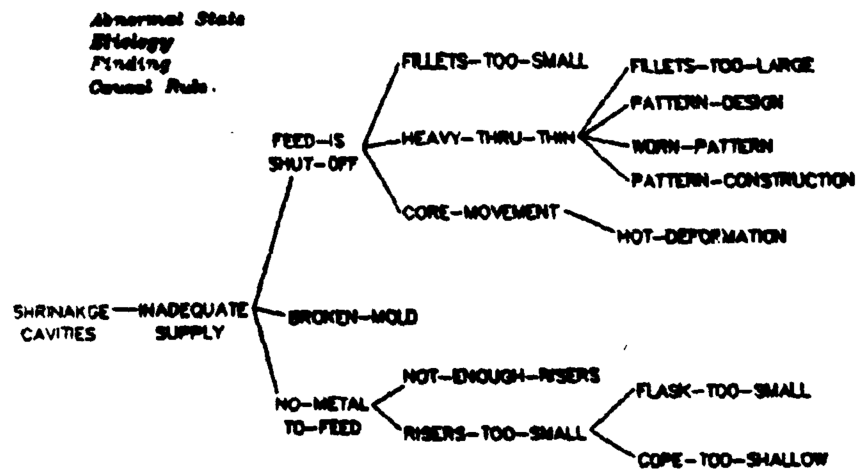 Abnormal State
Etiology
Finding
Causal Rule.
FILLETS-TOO-SMALL
FILLETS-TOO-LARGE
PATTERN-DESIGN
FEED-IS
SHUT-OFF
HEAVY-THRU-THIN
WORN-PATTERN
PATTERN-CONSTRUCTION
CORE-MOVEMENT
HOT-DEFORMATION
SHRINAKGE
CAVITIES
INADEQUATE
SUPPLY
BROKEN-MOLD
NO-METAL
TO-FEED
NOT-ENOUGH-RISERS
FLASK-TOO-SMALL
RISERS-TOO-SMALL
COPE-TOO-SHALLOW